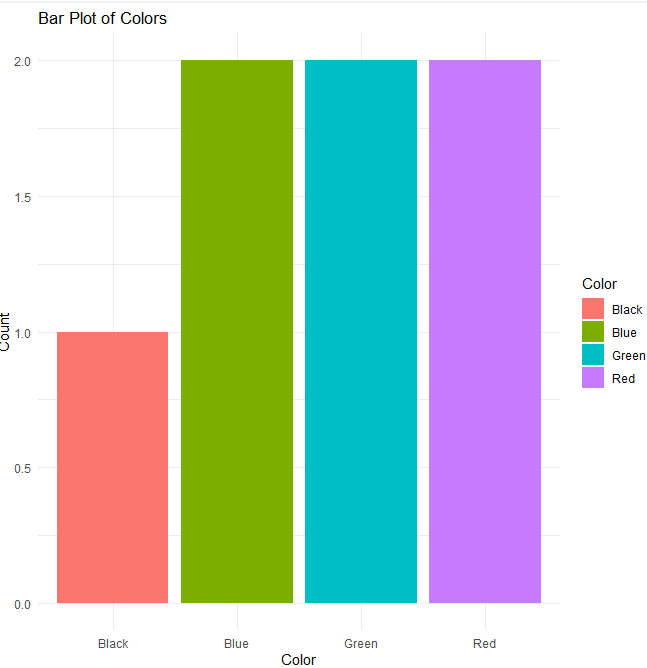 Bar Plot of Colors
2.0
1.5
1.0
0.5
0.0
Count
Black
Blue
Green
Red
Color
Color
Black
Blue
Green
Red